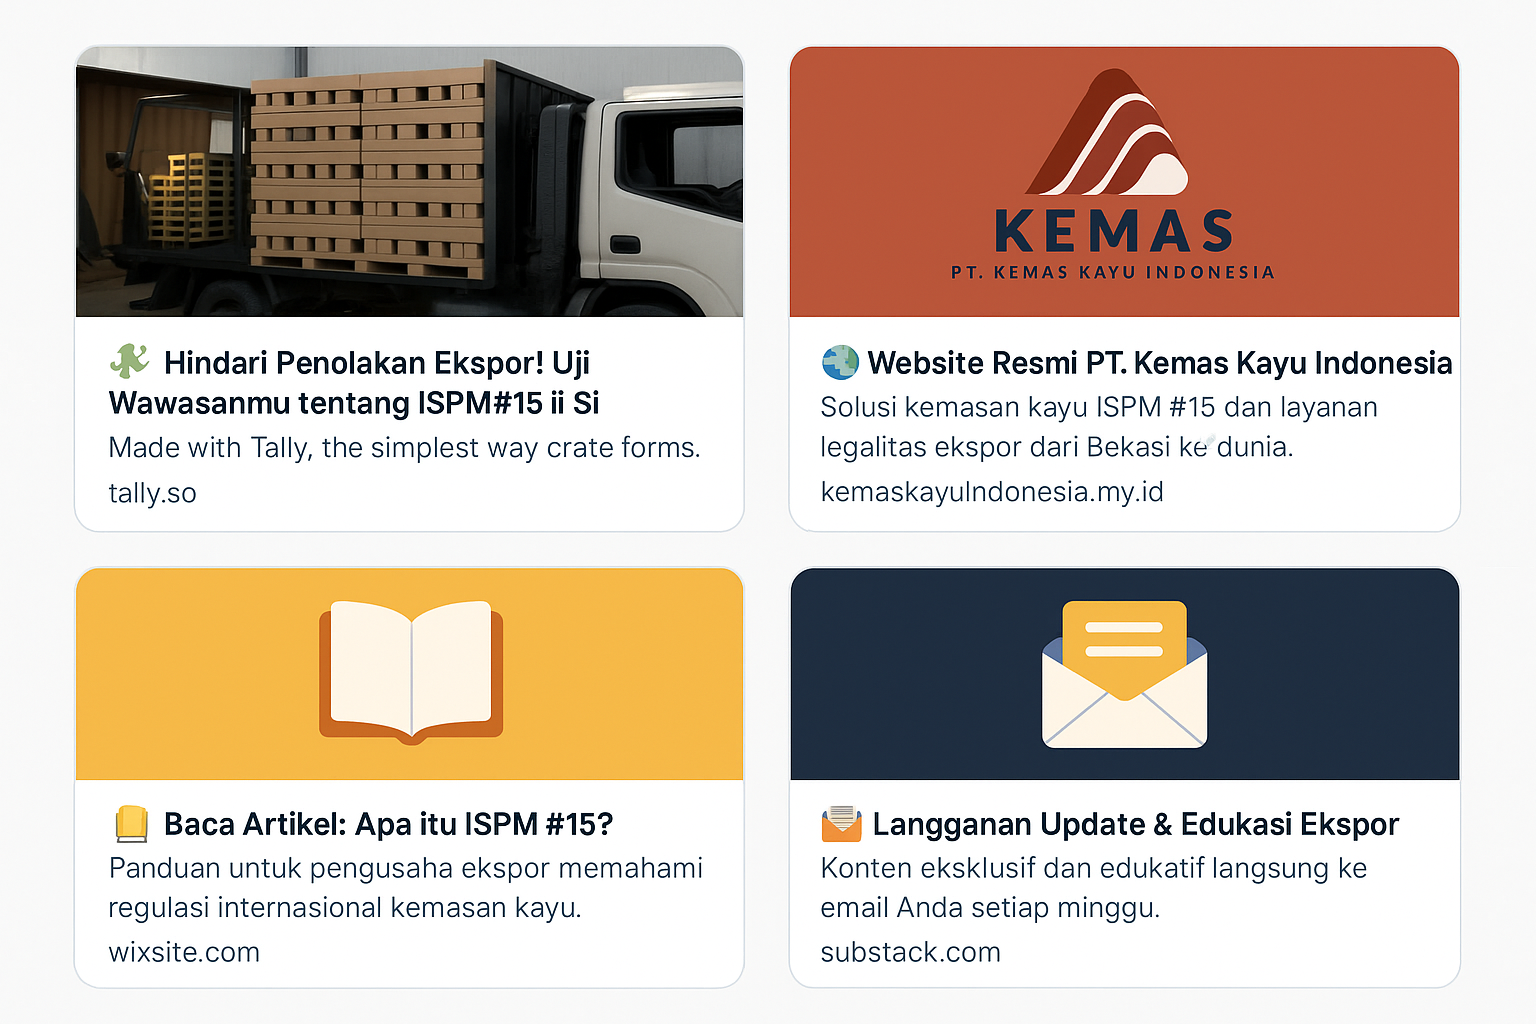 Hindari Penolakan Ekspor! Uji
Wawasanmu tentang ISPM#15 ii Si
Made with Tally, the simplest way crate forms.
tally.so
KEMAS
PT. KEMAS KAYU INDONESIA
Website Resmi PT. Kemas Kayu Indonesia
Solusi kemasan kayu ISPM #15 dan layanan
legalitas ekspor dari Bekasi ke dunia.
kemaskayuIndonesia.my.id
Baca Artikel: Apa itu ISPM #15?
Panduan untuk pengusaha ekspor memahami
regulasi internasional kemasan kayu.
wixsite.com
Langganan Update & Edukasi Ekspor
Konten eksklusif dan edukatif langsung ke
email Anda setiap minggu.
substack.com